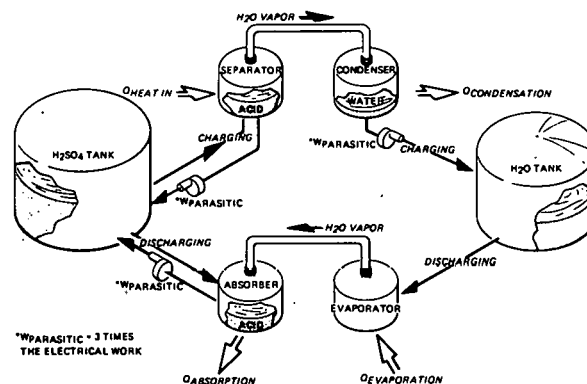 H2O VAPOR
SEPARATOR
CONDENSER
QHEAT IN
ACID
WATER
QCONDENSATION
H2SO4 TANK
CHARGING
*WPARASITIC
CHARGING
H2O TANK
*WPARASITIC
H2O VAPOR
DISCHARGING
DISCHARGING
*WPARASITIC
ABSORBER
EVAPORATOR
ACID
*WPARASITIC = 3 TIMES
THE ELECTRICAL WORK
QABSORPTION
QEVAPORATION